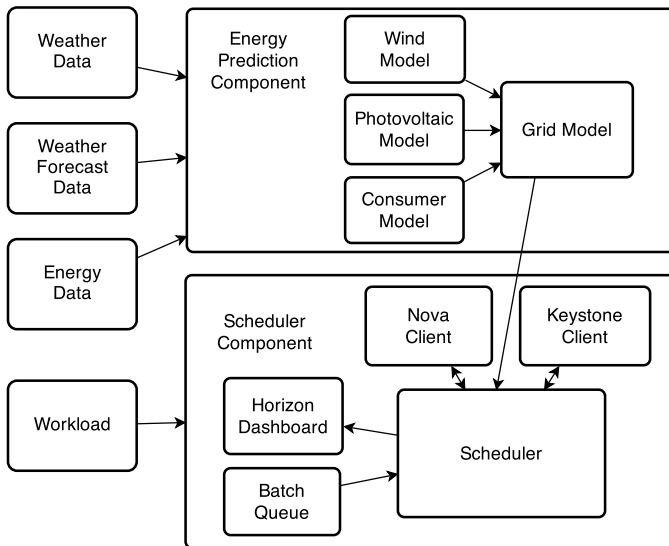 Weather
Data
Weather
Forecast
Data
Energy
Data
Workload
Energy
Prediction
Component
Wind
Model
Photovoltaic
Model
Consumer
Model
Grid Model
Scheduler
Component
Nova
Client
Keystone
Client
Horizon
Dashboard
Batch
Queue
Scheduler